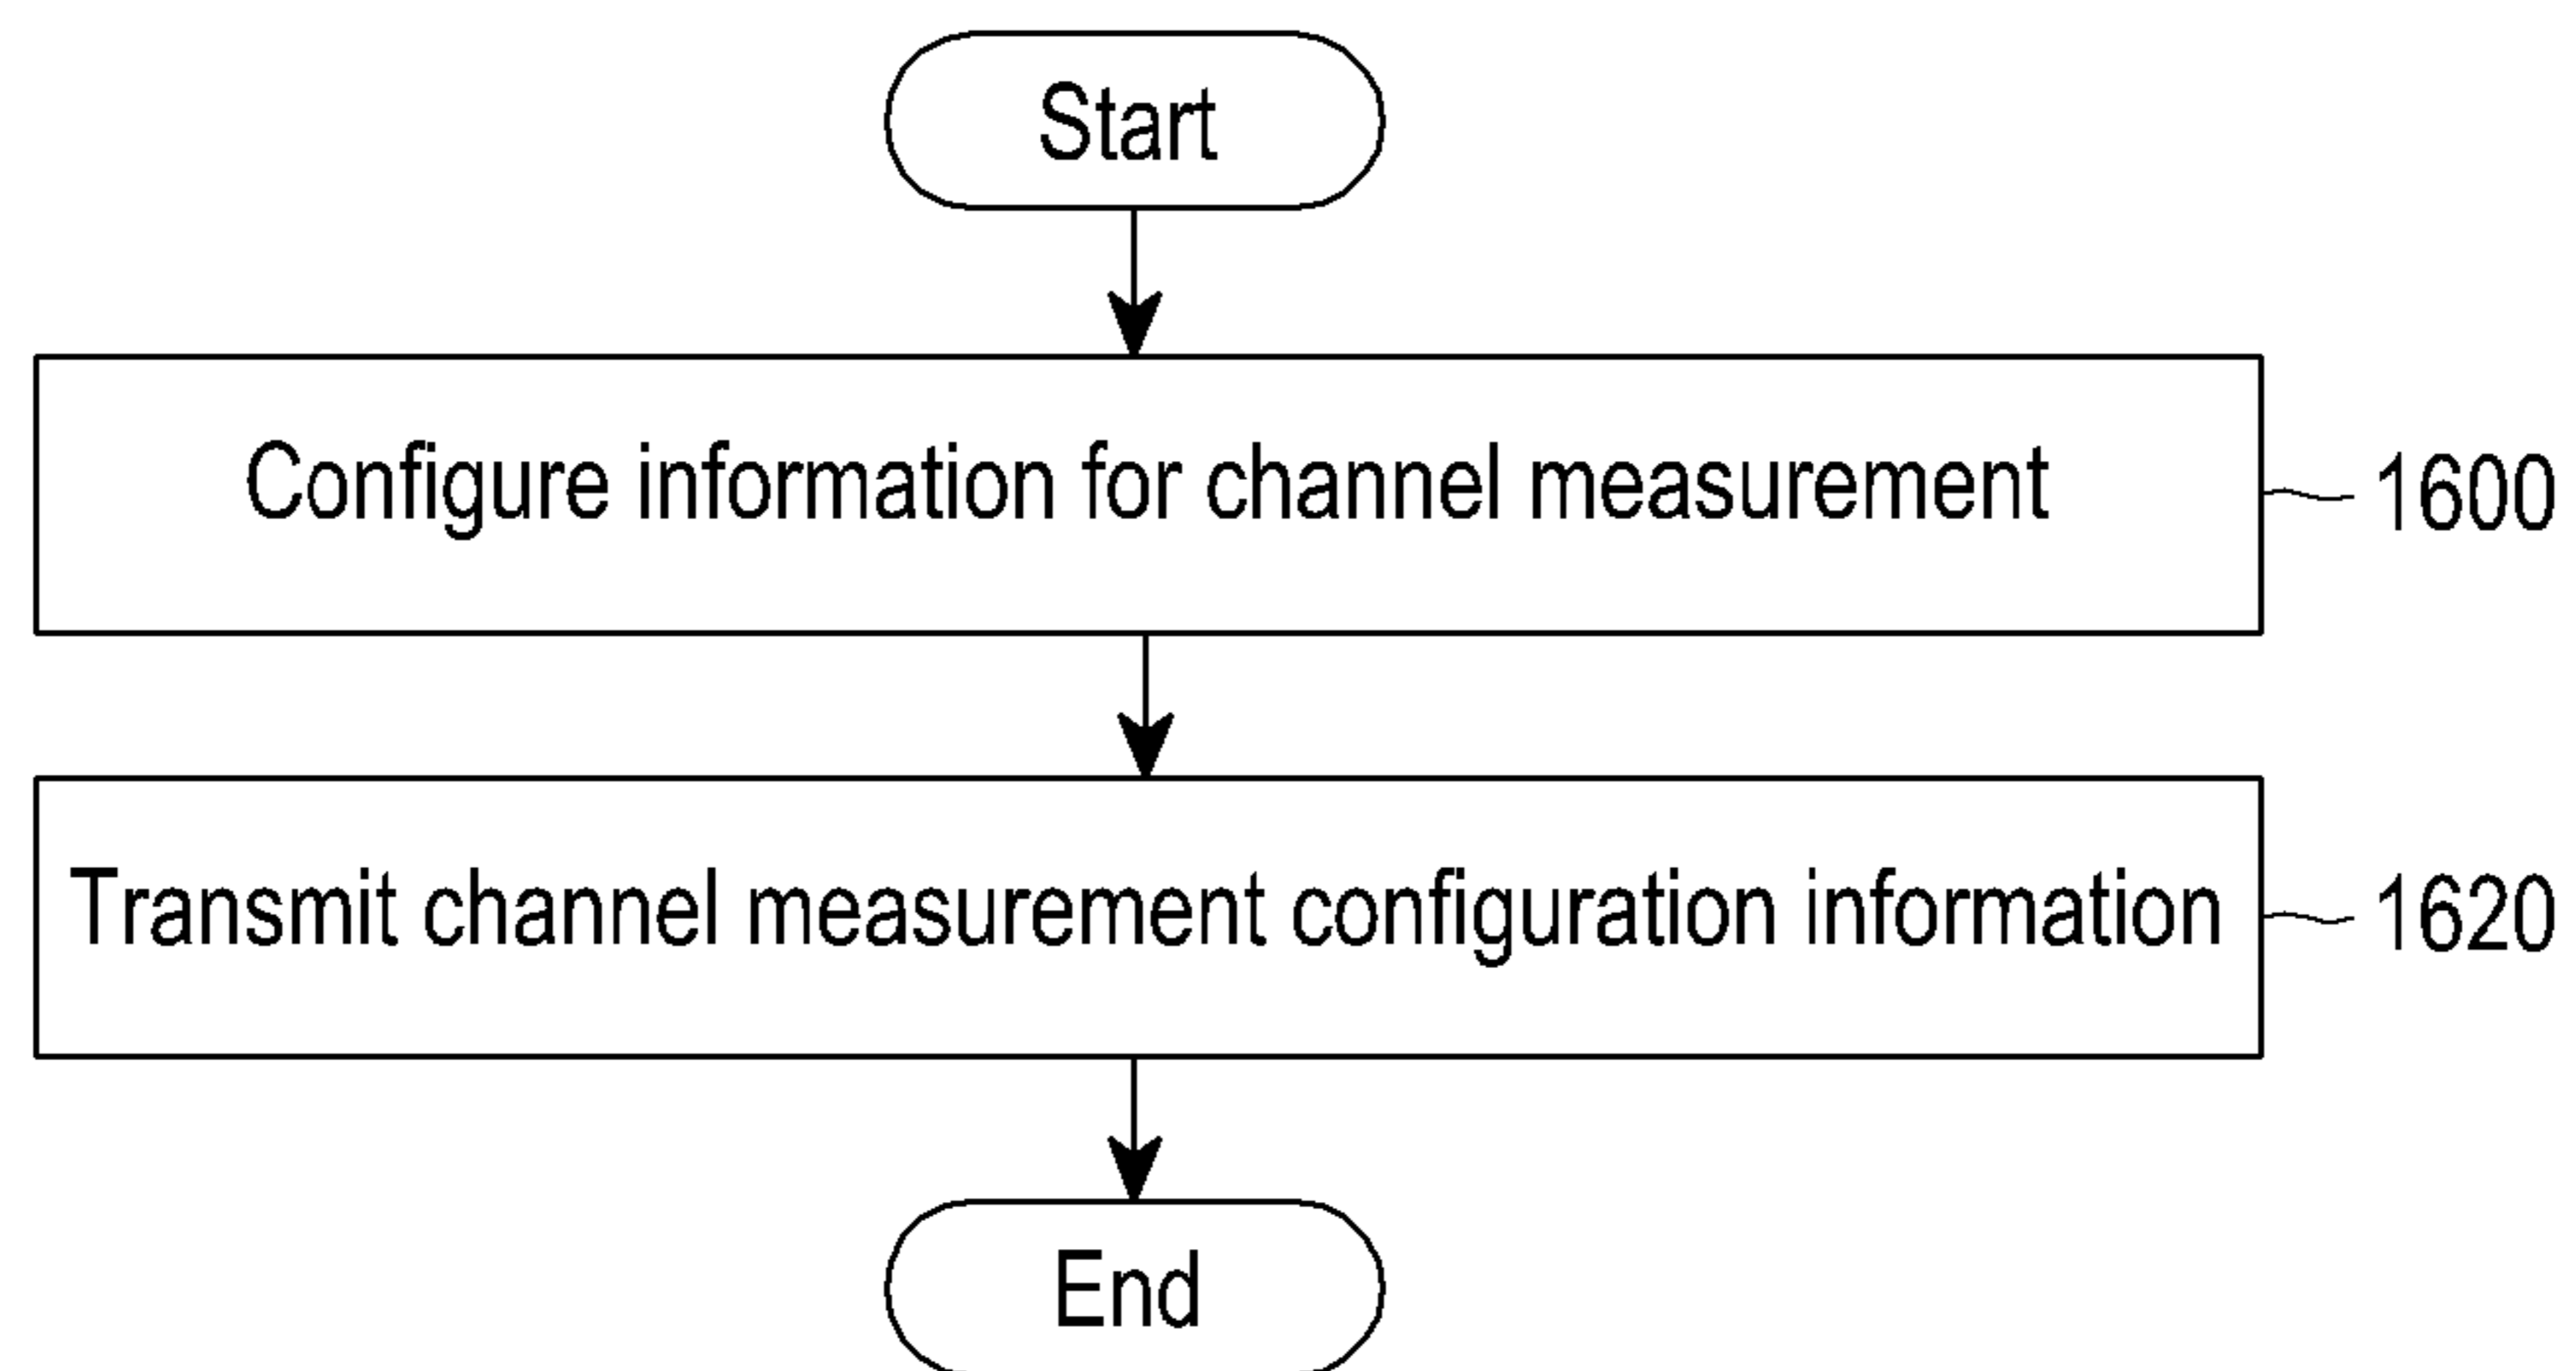 Start
Configure information for channel measurement
1600
Transmit channel measurement configuration information
1620
End